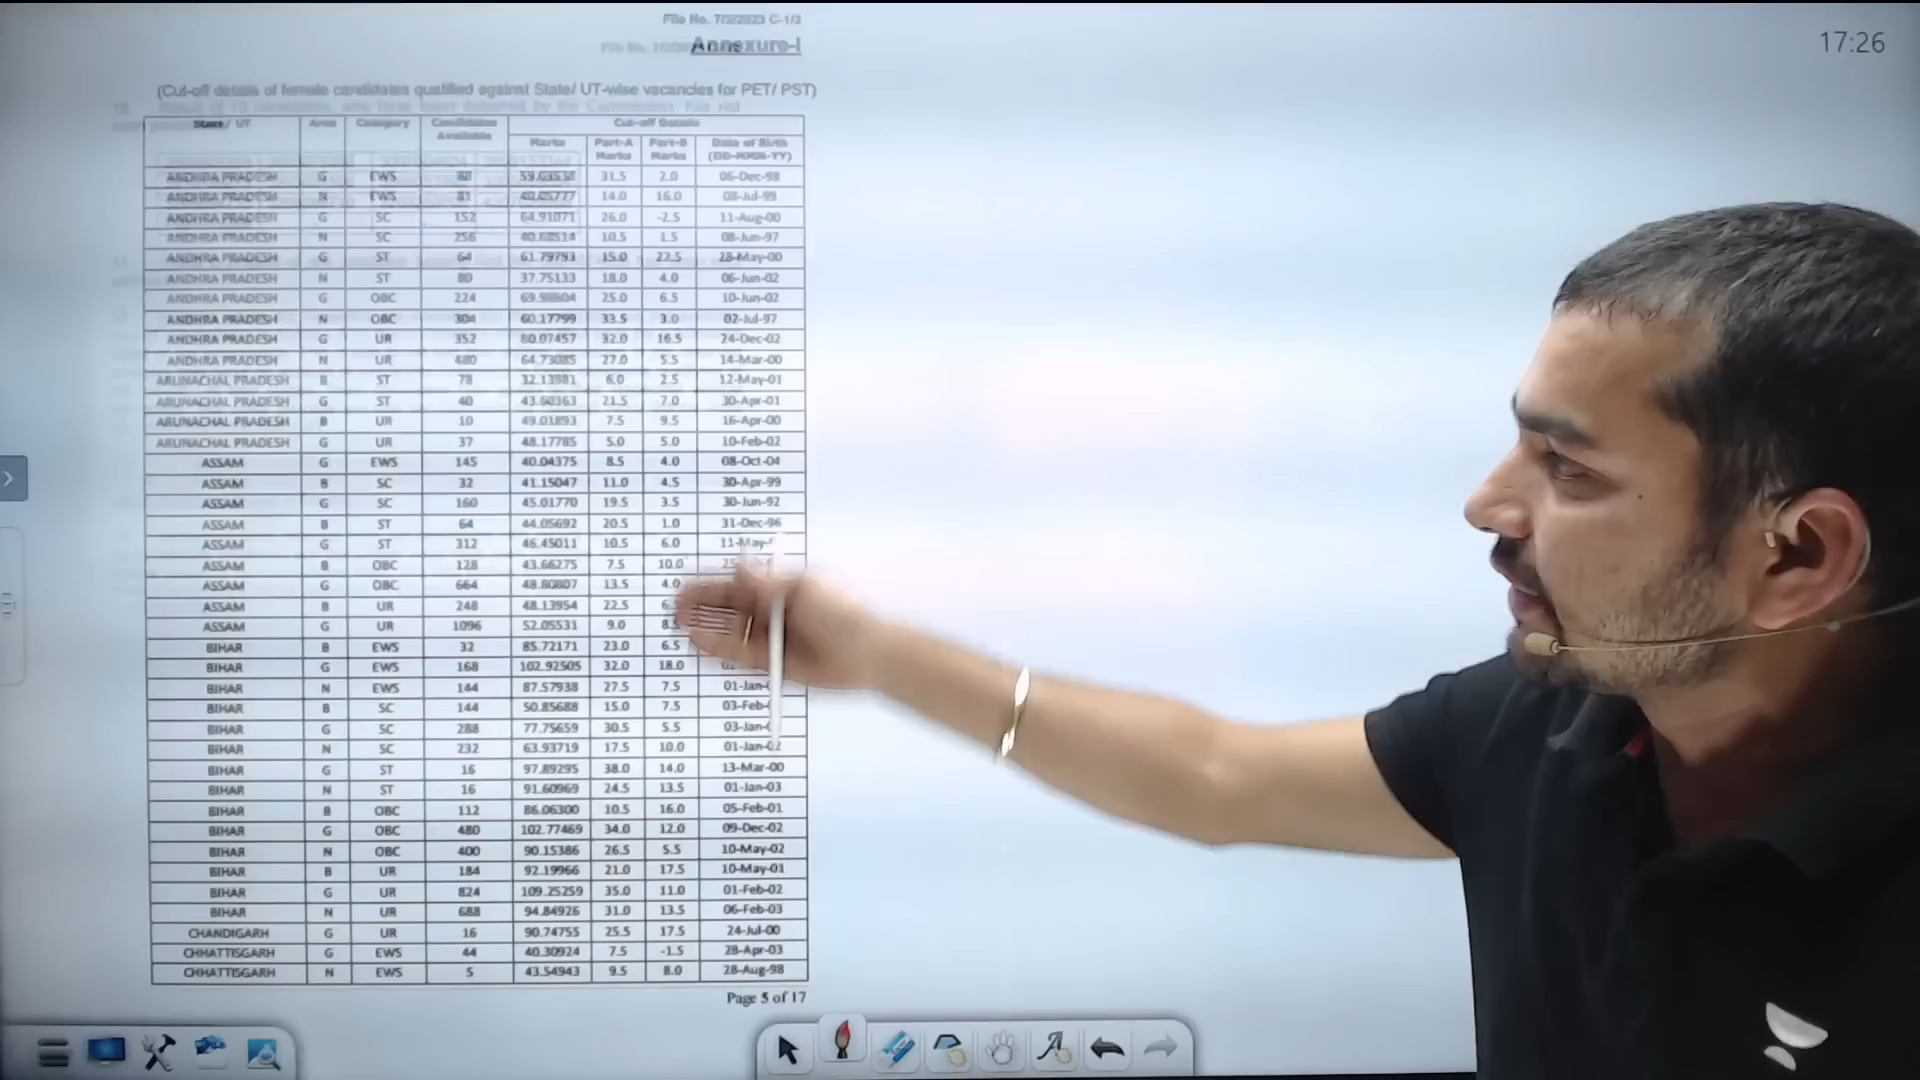 File No. 7/2/2023 C-1/2
17:26
Annexure-I
(Cut-off details of female candidates qualified against State/ UT-wise vacancies for PET/ PST)
State/ UT Area Category Candidates Available Cut-off Details
Marks Part-A Marks Part-B Marks Date of Birth (DD-MMM-YY)
ANDHRA PRADESH G EWS 31.5 2.0 06-Dec-98
ANDHRA PRADESH N EWS 81 40.05777 14.0 16.0 08-Jul-99
ANDHRA PRADESH G SC 152 64.91071 26.0 -2.5 11-Aug-00
ANDHRA PRADESH N SC 256 10.5 1.5 08-Jun-97
ANDHRA PRADESH G ST 64 61.79793 15.0 22.5 28-May-00
ANDHRA PRADESH N ST 80 37.75133 18.0 4.0 06-Jun-02
ANDHRA PRADESH G OBC 224 25.0 6.5 10-Jun-02
ANDHRA PRADESH N OBC 304 60.17799 33.5 3.0 02-Jul-97
ANDHRA PRADESH G UR 352 80.07457 32.0 16.5 24-Dec-02
ANDHRA PRADESH N UR 480 64.73085 27.0 5.5 14-Mar-00
ARUNACHAL PRADESH B ST 78 32.13981 6.0 2.5 12-May-01
ARUNACHAL PRADESH G ST 40 43.60363 21.5 7.0 30-Apr-01
ARUNACHAL PRADESH B UR 10 49.01893 7.5 9.5 16-Apr-00
ARUNACHAL PRADESH G UR 37 48.17785 5.0 5.0 10-Feb-02
ASSAM G EWS 145 40.04375 8.5 4.0 08-Oct-04
ASSAM B SC 32 41.15047 11.0 4.5 30-Apr-99
ASSAM G SC 160 45.01770 19.5 3.5 30-Jun-92
ASSAM B ST 64 44.05692 20.5 1.0 31-Dec-96
ASSAM G ST 312 46.45011 10.5 6.0 11-May-
ASSAM B OBC 128 43.66275 7.5 10.0
ASSAM G OBC 664 48.80807 13.5 4.0
ASSAM B UR 248 48.13954 22.5
ASSAM G UR 1096 52.05531 9.0
BIHAR B EWS 32 85.72171 23.0 6.5
BIHAR G EWS 168 102.92505 32.0 18.0
BIHAR N EWS 144 87.57938 27.5 7.5 01-Jan-
BIHAR B SC 144 50.85688 15.0 7.5 03-Feb-
BIHAR G SC 288 77.75659 30.5 5.5 03-Jan-
BIHAR N SC 232 63.93719 17.5 10.0 01-Jan-02
BIHAR G ST 16 97.89295 38.0 14.0 13-Mar-00
BIHAR N ST 16 91.60969 24.5 13.5 01-Jan-03
BIHAR B OBC 112 86.06300 10.5 16.0 05-Feb-01
BIHAR G OBC 480 102.77469 34.0 12.0 09-Dec-02
BIHAR N OBC 400 90.15386 26.5 5.5 10-May-02
BIHAR B UR 184 92.19966 21.0 17.5 10-May-01
BIHAR G UR 824 109.25259 35.0 11.0 01-Feb-02
BIHAR N UR 688 94.84926 31.0 13.5 06-Feb-03
CHANDIGARH G UR 16 90.74755 25.5 17.5 24-Jul-00
CHHATTISGARH G EWS 44 40.30924 7.5 -1.5 28-Apr-03
CHHATTISGARH N EWS 5 43.54943 9.5 8.0 28-Aug-98
Page 5 of 17